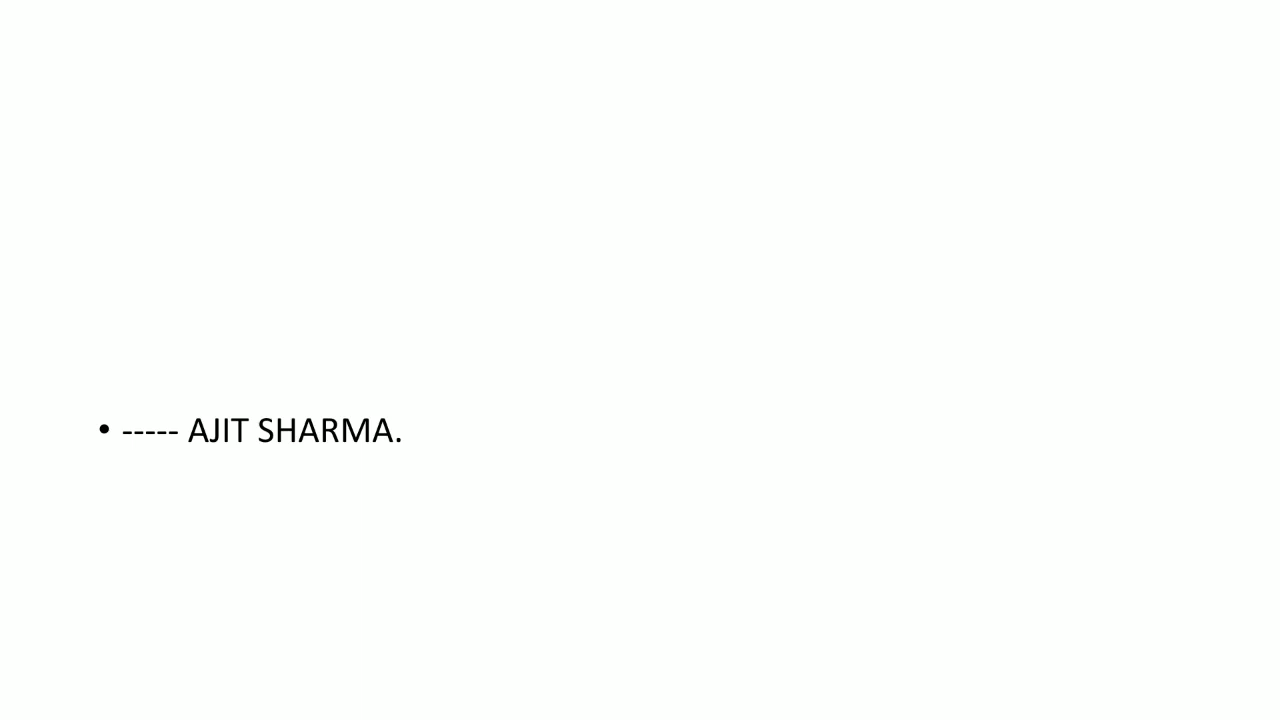 • ----- AJIT SHARMA.